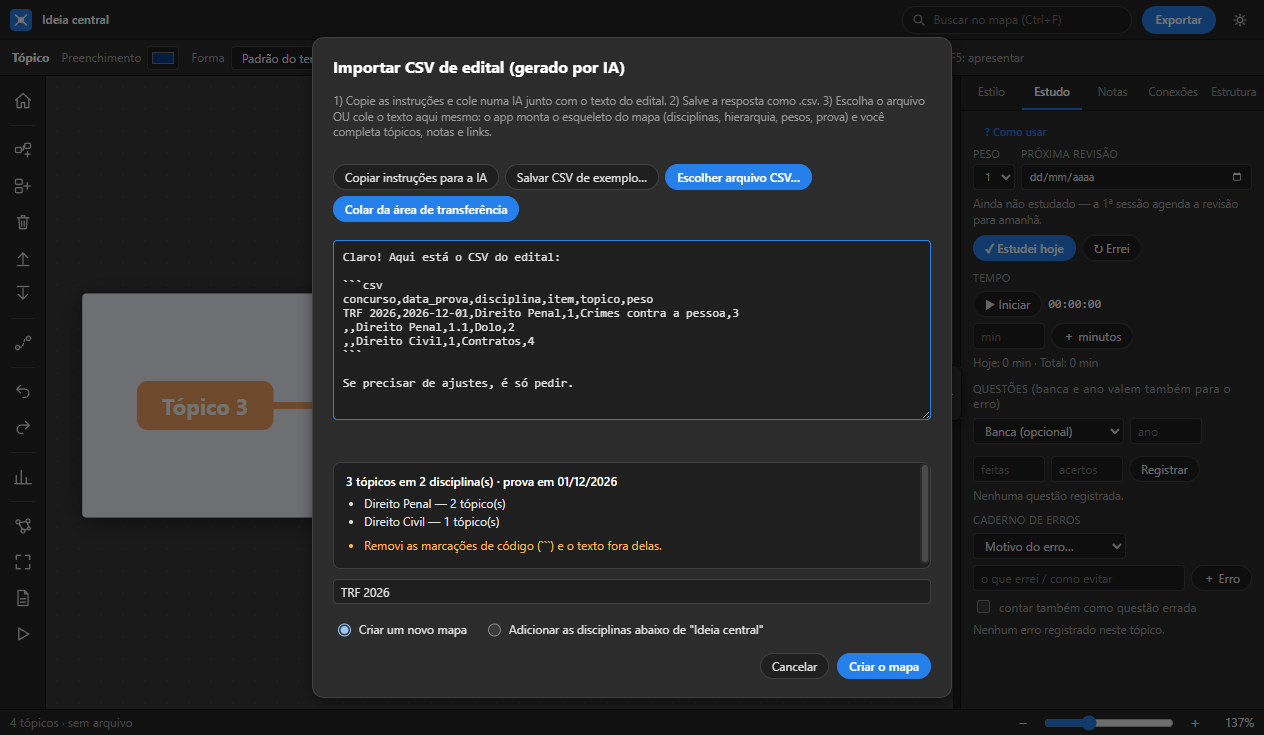 Ideia central
Buscar no mapa (Ctrl+F)
Exportar
Tópico
Preenchimento
Forma
Padrão do
F5: apresentar
Importar CSV de edital (gerado por IA)
1) Copie as instruções e cole numa IA junto com o texto do edital. 2) Salve a resposta como .csv. 3) Escolha o arquivo
OU cole o texto aqui mesmo: o app monta o esqueleto do mapa (disciplinas, hierarquia, pesos, prova) e você
completa tópicos, notas e links.
Copiar instruções para a IA
Salvar CSV de exemplo...
Escolher arquivo CSV...
Colar da área de transferência
Claro! Aqui está o CSV do edital:
```csv
concurso,data_prova,disciplina,item,topico,peso
TRF 2026,2026-12-01,Direito Penal,1,Crimes contra a pessoa,3
,,Direito Penal,1.1,Dolo,2
,,Direito Civil,1,Contratos,4
```
Se precisar de ajustes, é só pedir.
3 tópicos em 2 disciplina(s) · prova em 01/12/2026
• Direito Penal — 2 tópico(s)
• Direito Civil — 1 tópico(s)
• Removi as marcações de código (```) e o texto fora delas.
TRF 2026
Criar um novo mapa
Adicionar as disciplinas abaixo de "Ideia central"
Cancelar
Criar o mapa
Tópico 3
Estilo
Estudo
Notas
Conexões
Estrutura
? Como usar
PESO
PRÓXIMA REVISÃO
1
dd/mm/aaaa
Ainda não estudado — a 1ª sessão agenda a revisão
para amanhã.
✓ Estudei hoje
↻ Errei
TEMPO
▶ Iniciar
00:00:00
min
+ minutos
Hoje: 0 min · Total: 0 min
QUESTÕES (banca e ano valem também para o
erro)
Banca (opcional)
ano
feitas
acertos
Registrar
Nenhuma questão registrada.
CADERNO DE ERROS
Motivo do erro...
o que errei / como evitar
+ Erro
contar também como questão errada
Nenhum erro registrado neste tópico.
4 tópicos · sem arquivo
−
+
137%